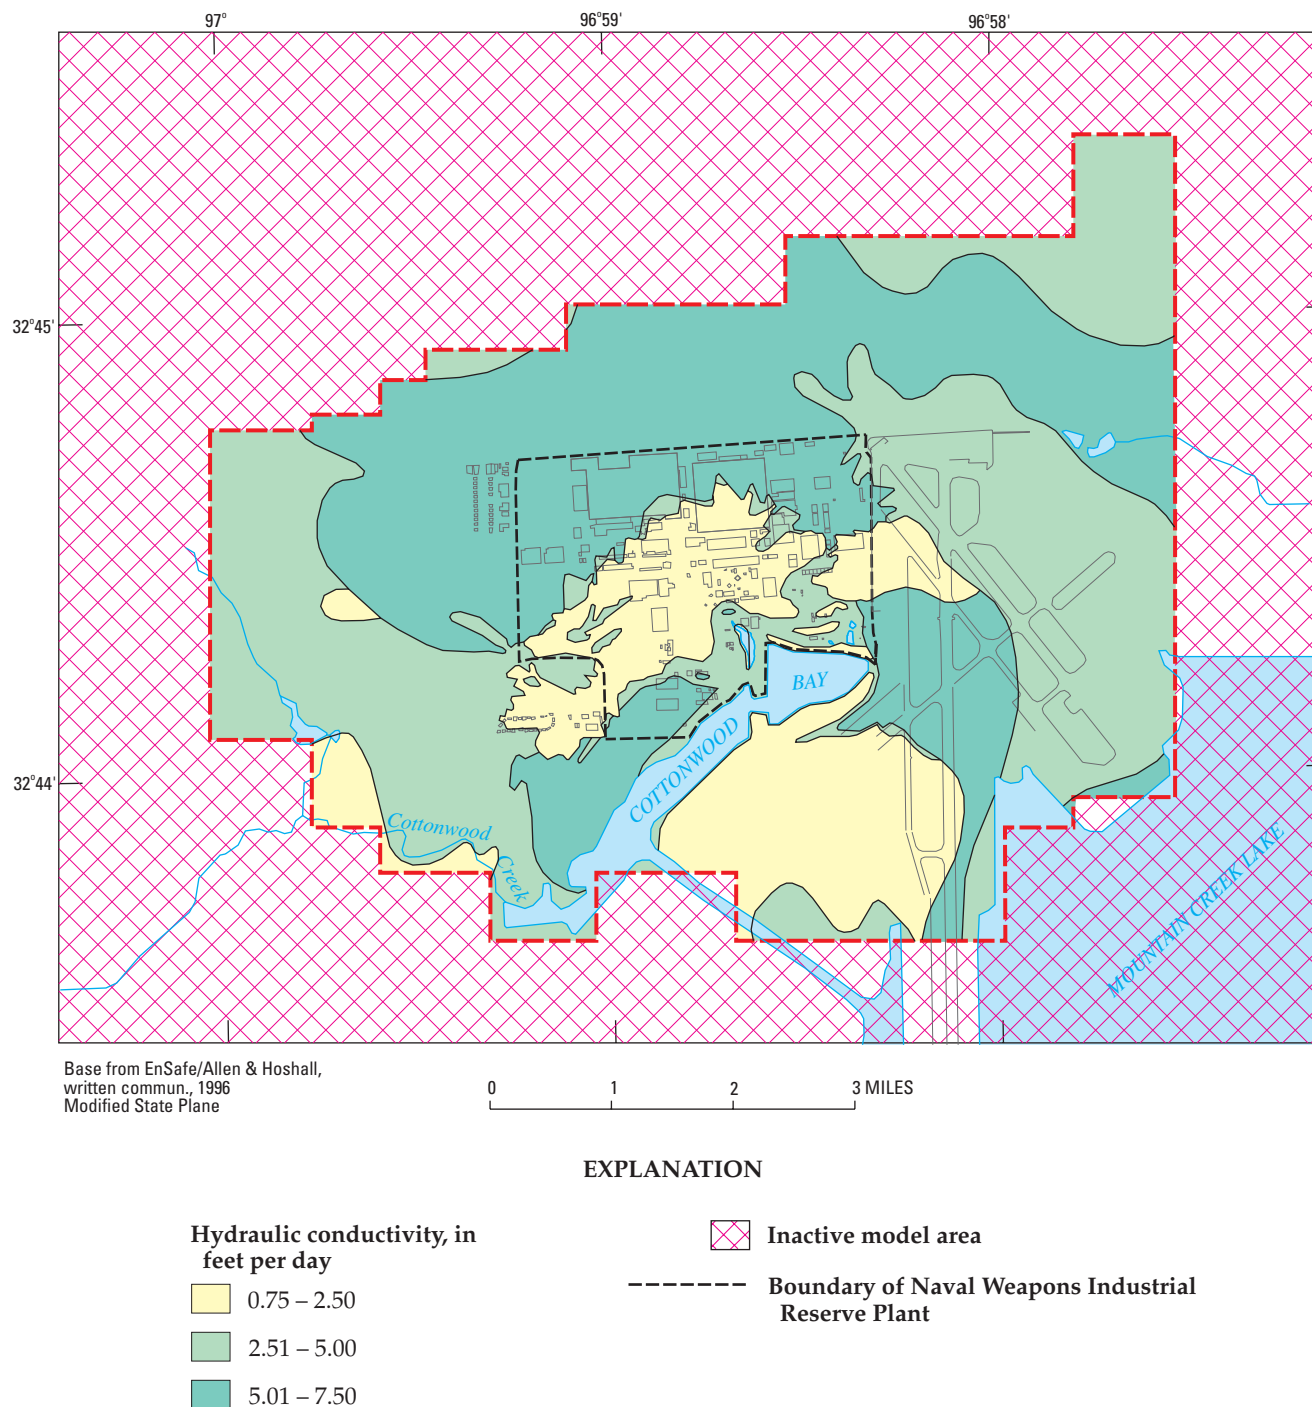 97°
96°59'
96°58'
32°45'
32°44'
BAY
COTTONWOOD
Cottonwood
Creek
MOUNTAIN CREEK LAKE
Base from EnSafe/Allen & Hoshall,
written commun., 1996
Modified State Plane
0 1 2 3 MILES
EXPLANATION
Hydraulic conductivity, in
feet per day
0.75 – 2.50
2.51 – 5.00
5.01 – 7.50
Inactive model area
Boundary of Naval Weapons Industrial
Reserve Plant